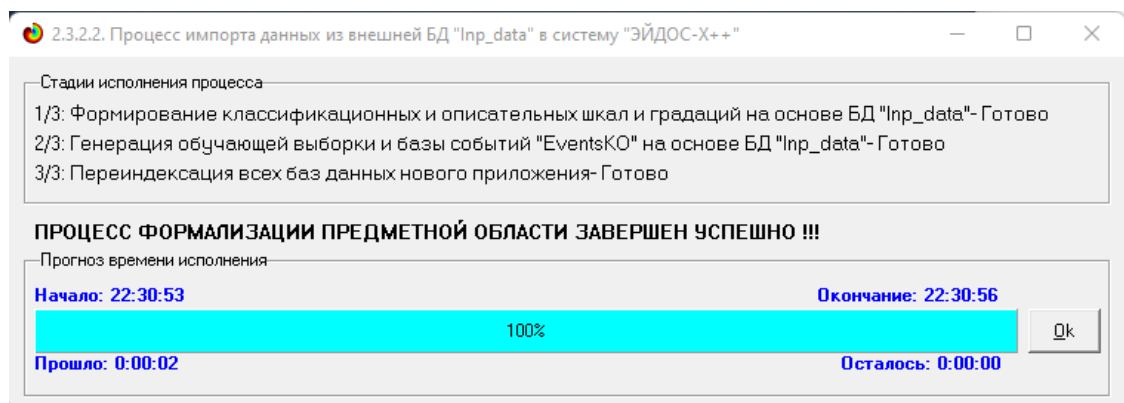 2.3.2.2. Процесс импорта данных из внешней БД "Inp_data" в систему "ЭЙДОС-X++"
Стадии исполнения процесса
1/3: Формирование классификационных и описательных шкал и градаций на основе БД "Inp_data"- Готово
2/3: Генерация обучающей выборки и базы событий "EventsKO" на основе БД "Inp_data"- Готово
3/3: Переиндексация всех баз данных нового приложения- Готово
ПРОЦЕСС ФОРМАЛИЗАЦИИ ПРЕДМЕТНОЙ ОБЛАСТИ ЗАВЕРШЕН УСПЕШНО !!!
Прогноз времени исполнения
Начало: 22:30:53 Окончание: 22:30:56
100% Ok
Прошло: 0:00:02 Осталось: 0:00:00